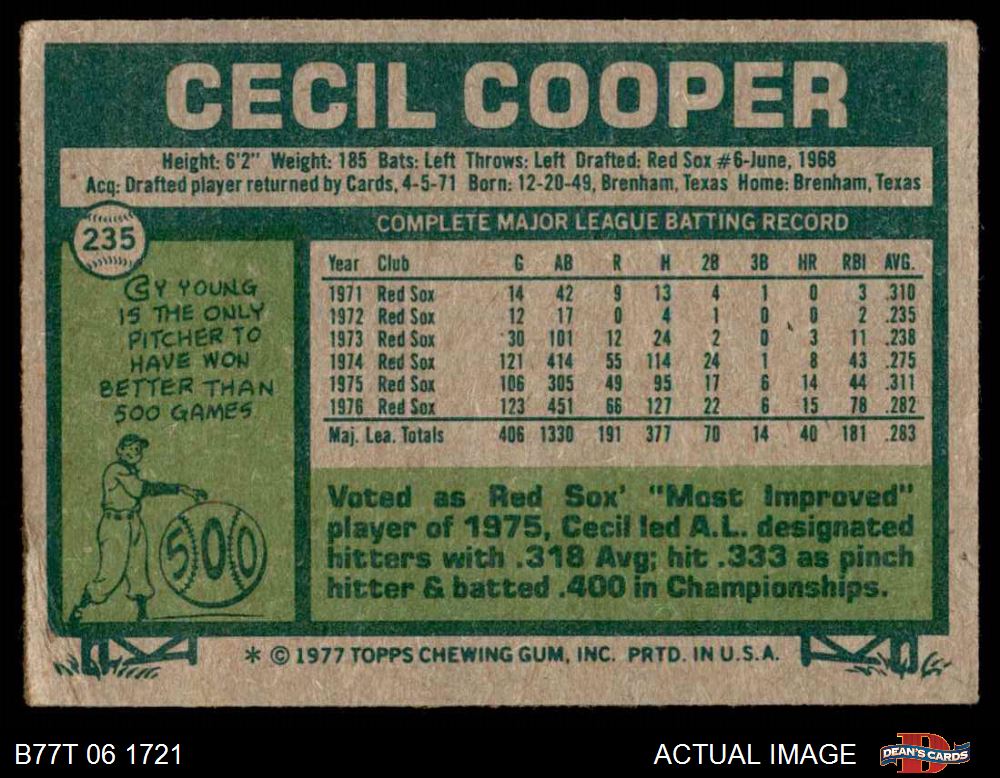 CECIL COOPER
Height: 6'2" Weight: 185 Bats: Left Throws: Left Drafted: Red Sox #6-June, 1968
Acq: Drafted player returned by Cards, 4-5-71 Born: 12-20-49, Brenham, Texas Home: Brenham, Texas
235
COMPLETE MAJOR LEAGUE BATTING RECORD
Year Club G AB R H 2B 3B HR RBI AVG.
1971 Red Sox 14 42 9 13 4 1 0 3 .310
1972 Red Sox 12 17 0 4 1 0 0 2 .235
1973 Red Sox 30 101 12 24 2 0 3 11 .238
1974 Red Sox 121 414 55 114 24 1 8 43 .275
1975 Red Sox 106 305 49 95 17 6 14 44 .311
1976 Red Sox 123 451 66 127 22 6 15 78 .282
Maj. Lea. Totals 406 1330 191 377 70 14 40 181 .283
CY YOUNG
IS THE ONLY
PITCHER TO
HAVE WON
BETTER THAN
500 GAMES
500
Voted as Red Sox' "Most Improved"
player of 1975, Cecil led A.L. designated
hitters with .318 Avg; hit .333 as pinch
hitter & batted .400 in Championships.
* © 1977 TOPPS CHEWING GUM, INC. PRTD. IN U.S.A.
B77T 06 1721
ACTUAL IMAGE
DEAN'S CARDS